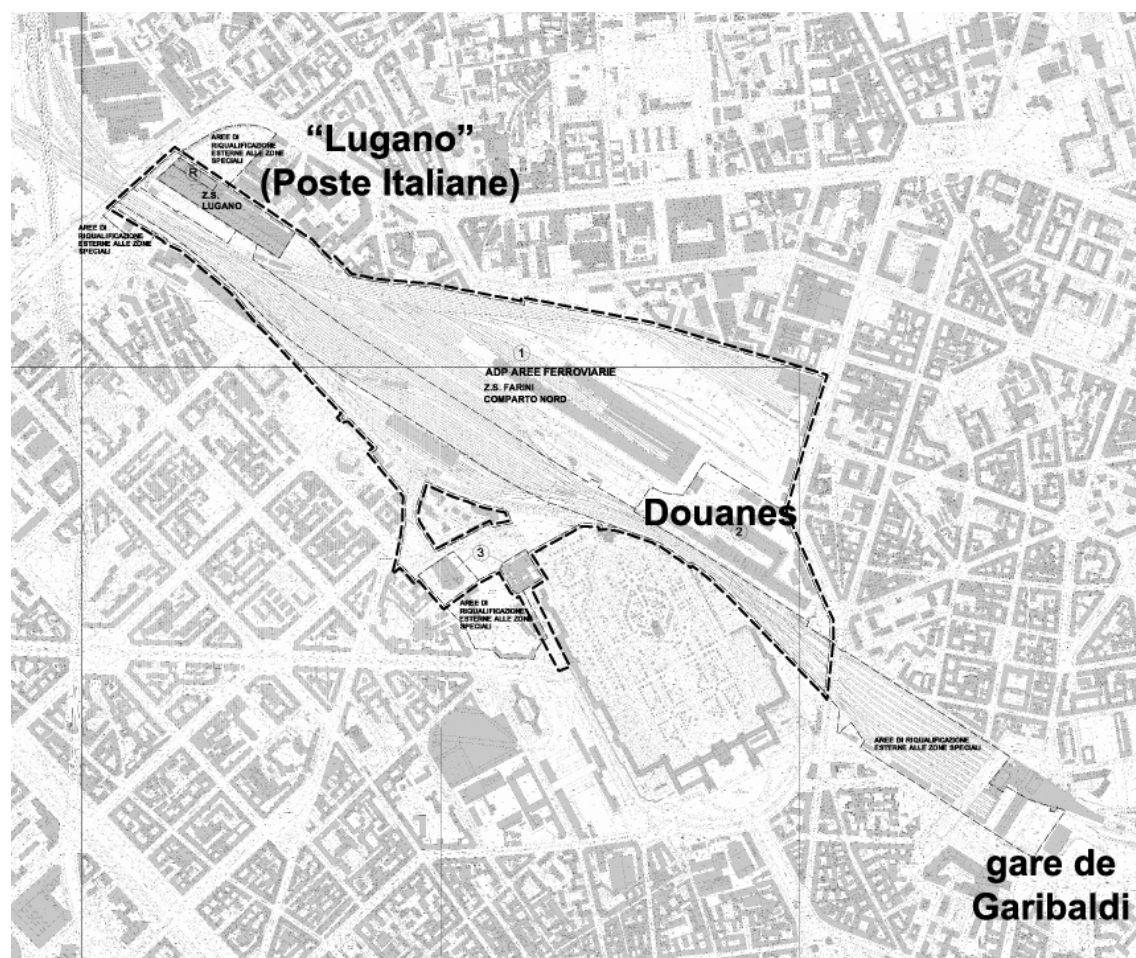 “Lugano”
(Poste Italiane)
AREE DI
RIQUALIFICAZIONE
ESTERNE ALLE ZONE
SPECIALI
R
Z.S.
LUGANO
AREE DI
RIQUALIFICAZIONE
ESTERNE ALLE ZONE
SPECIALI
1
ADP AREE FERROVIARIE
Z.S. FARINI
COMPARTO NORD
Douanes
2
3
AREE DI
RIQUALIFICAZIONE
ESTERNE ALLE ZONE
SPECIALI
AREE DI RIQUALIFICAZIONE
ESTERNE ALLE ZONE SPECIALI
gare de
Garibaldi